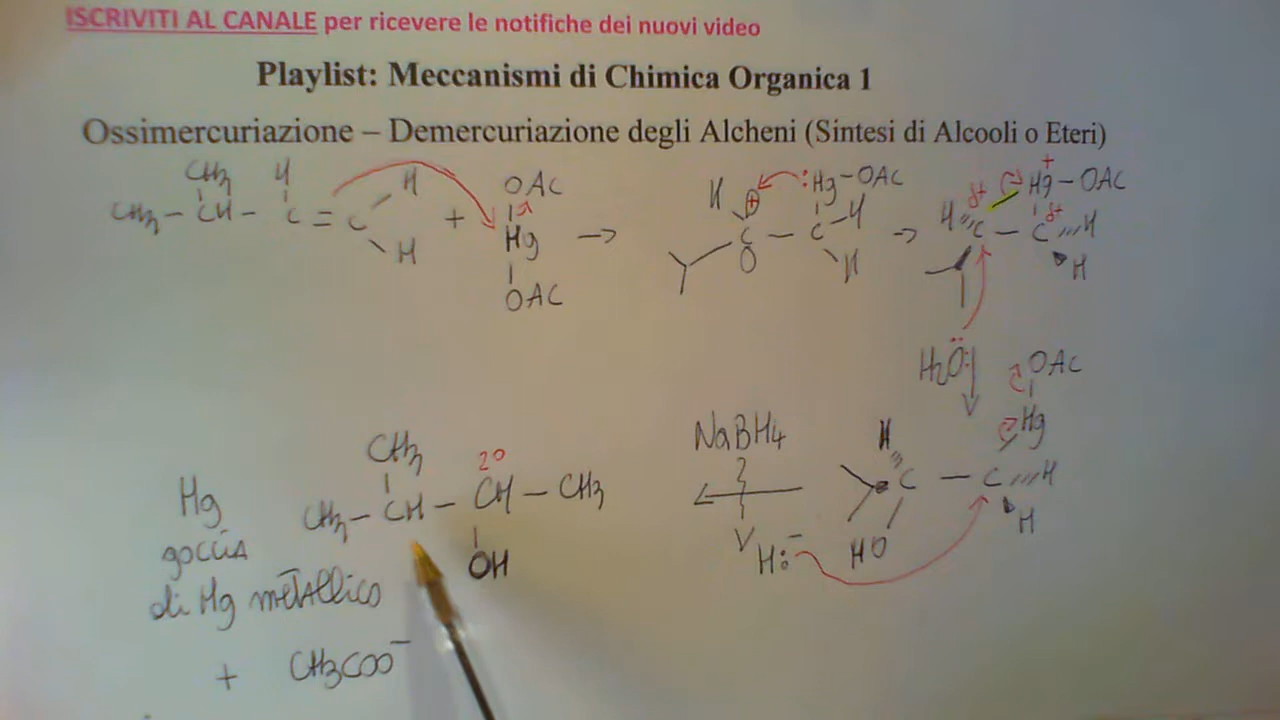 ISCRIVITI AL CANALE per ricevere le notifiche dei nuovi video
Playlist: Meccanismi di Chimica Organica 1
Ossimercuriazione – Demercuriazione degli Alcheni (Sintesi di Alcooli o Eteri)
CH3 H H OAC H ⊕ :Hg-OAC + Hg-OAC
CH3 - CH - C = C + Hg → C - C - H → H δ+ C - C δ+ H
H OAC H H
H2Ö: OAC
CH3 2º NaBH4 H Hg
Hg CH3 - CH - CH - CH3 C - C H
goccia OH H:⁻ HO H
di Hg metallico
+ CH3COO⁻